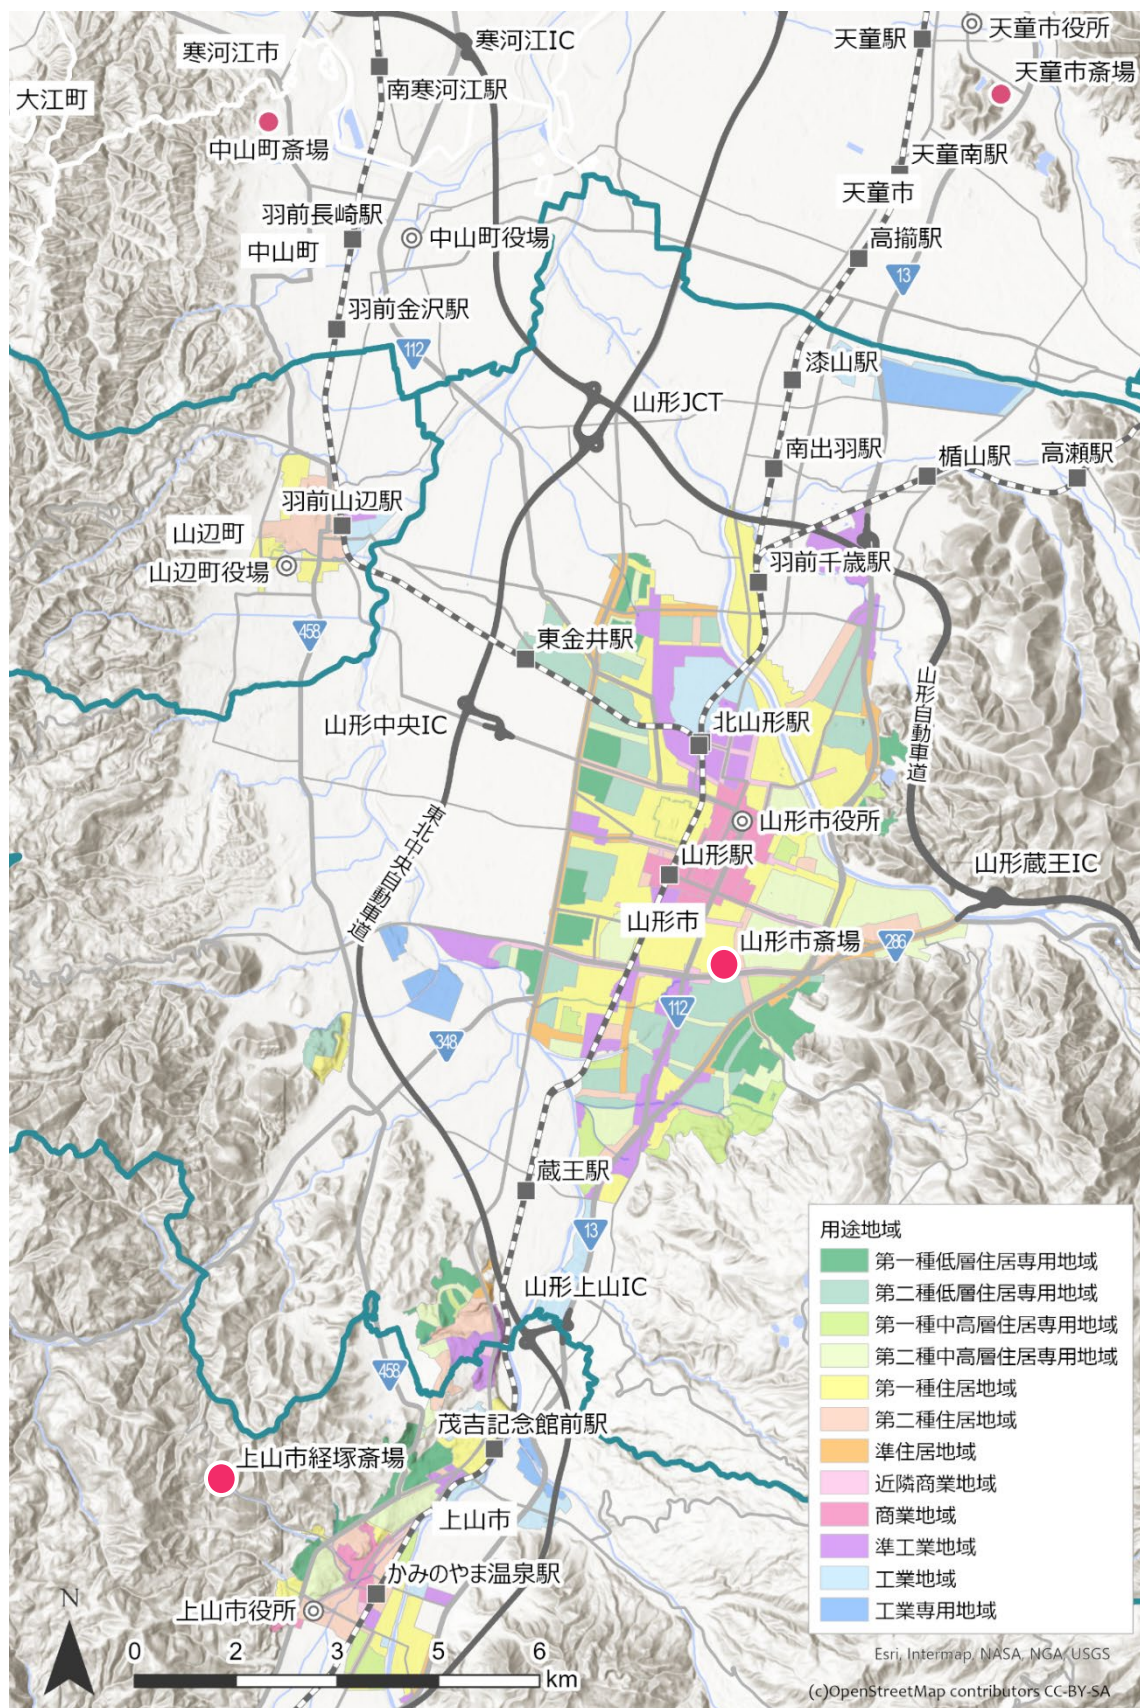 天童駅
天童市役所
寒河江IC
寒河江市
天童市斎場
南寒河江駅
大江町
中山町斎場
天童南駅
天童市
羽前長崎駅
中山町役場
高擶駅
中山町
13
羽前金沢駅
112
漆山駅
山形JCT
南出羽駅
楯山駅
高瀬駅
羽前山辺駅
山辺町
山辺町役場
羽前千歳駅
458
東金井駅
山形自動車道
山形中央IC
北山形駅
東北中央自動車道
山形市役所
山形駅
山形蔵王IC
山形市
山形市斎場
286
112
348
蔵王駅
13
山形上山IC
458
茂吉記念館前駅
上山市経塚斎場
上山市
かみのやま温泉駅
上山市役所
用途地域
第一種低層住居専用地域
第二種低層住居専用地域
第一種中高層住居専用地域
第二種中高層住居専用地域
第一種住居地域
第二種住居地域
準住居地域
近隣商業地域
商業地域
準工業地域
工業地域
工業専用地域
N
0 2 3 5 6
km
Esri, Intermap, NASA, NGA, USGS
(c)OpenStreetMap contributors CC-BY-SA